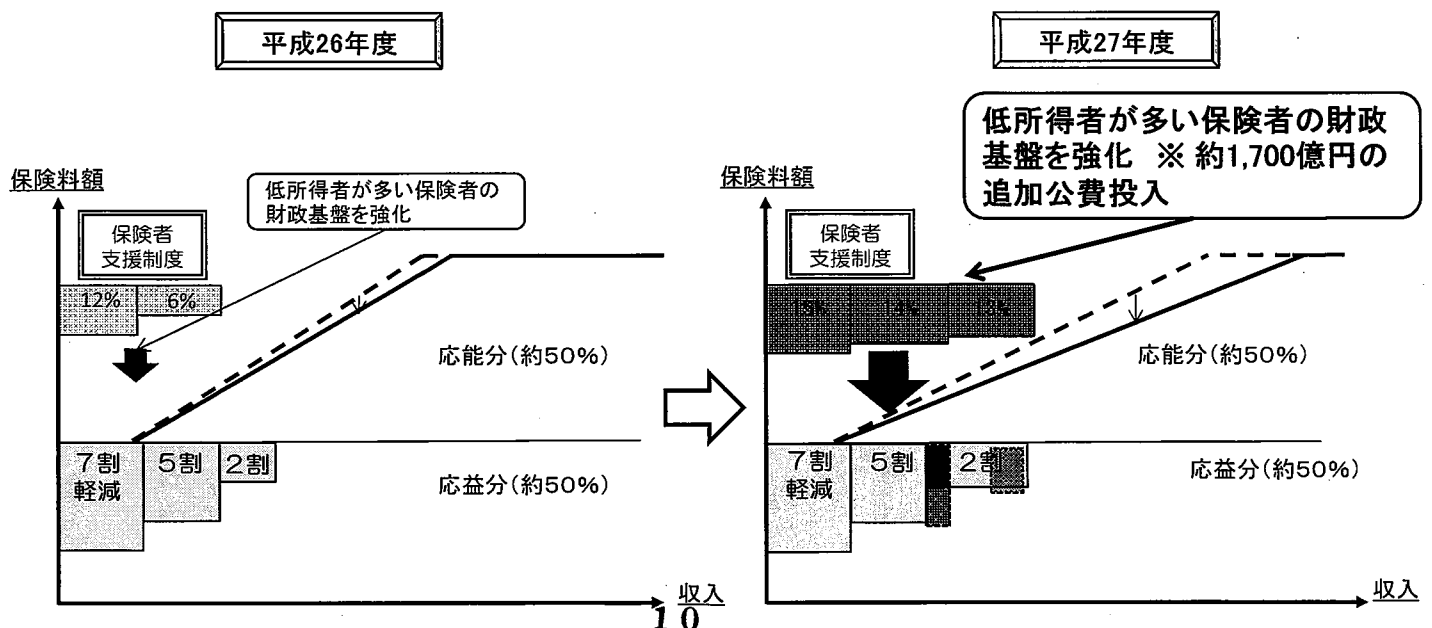 平成26年度
保険料額
低所得者が多い保険者の
財政基盤を強化
保険者
支援制度
12%
6%
応能分(約50%)
7割
軽減
5割
2割
応益分(約50%)
収入
10
平成27年度
低所得者が多い保険者の財政
基盤を強化 ※ 約1,700億円の
追加公費投入
保険料額
保険者
支援制度
15%
14%
13%
応能分(約50%)
7割
軽減
5割
2割
応益分(約50%)
収入